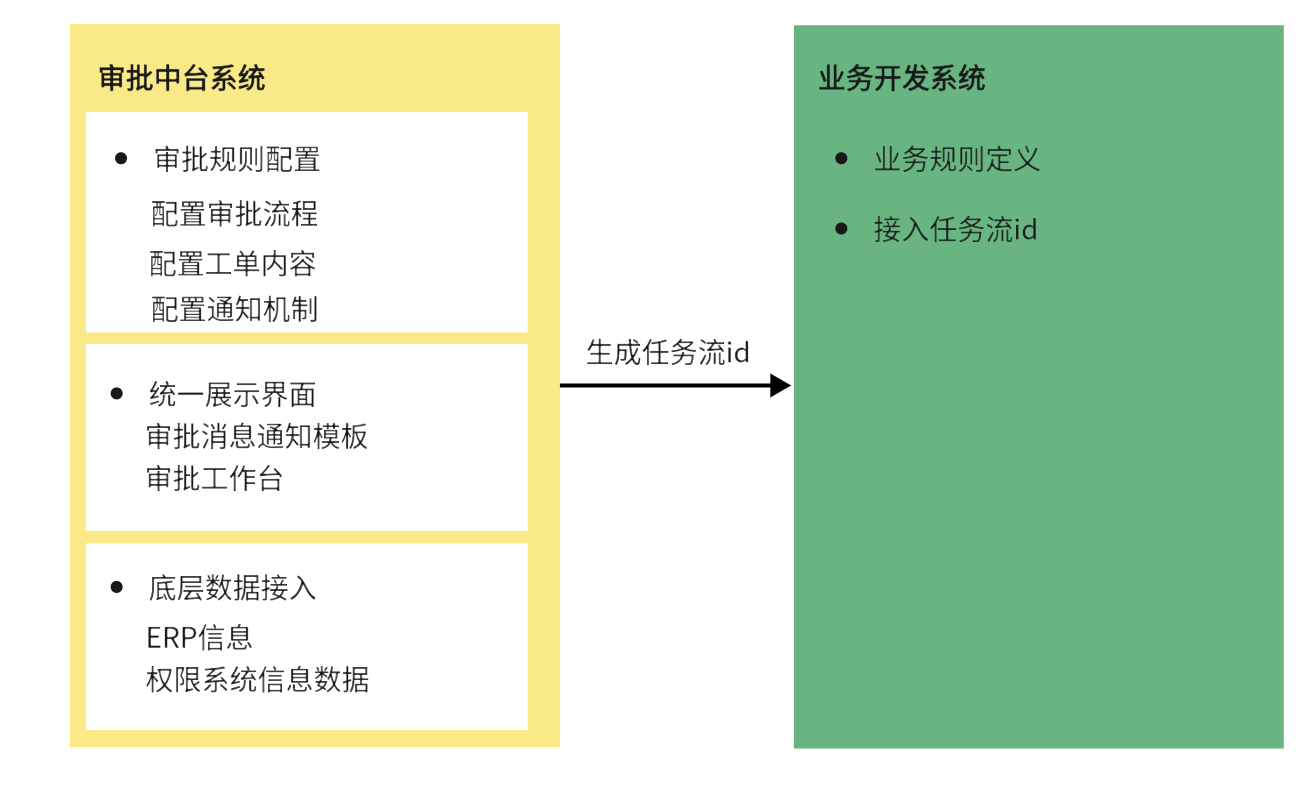 审批中台系统
审批规则配置
配置审批流程
配置工单内容
配置通知机制
统一展示界面
审批消息通知模板
审批工作台
底层数据接入
ERP信息
权限系统信息数据
生成任务流id
业务开发系统
业务规则定义
接入任务流id